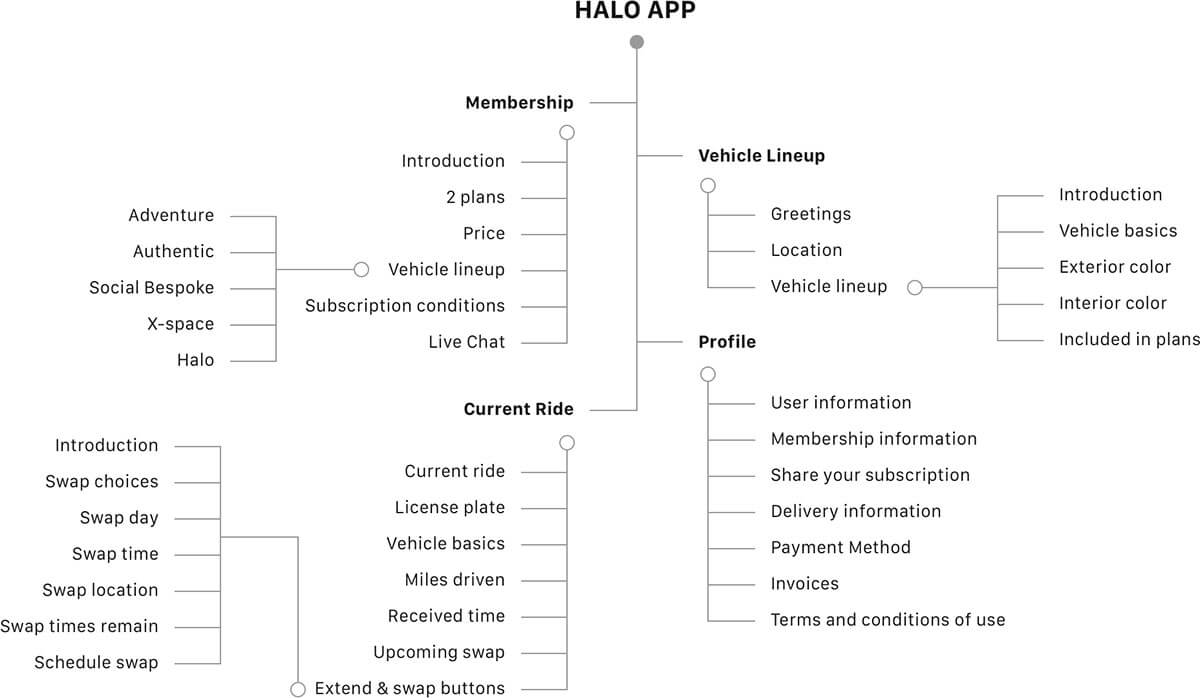 HALO APP
Membership
Introduction
2 plans
Price
Vehicle lineup
Subscription conditions
Live Chat
Adventure
Authentic
Social Bespoke
X-space
Halo
Vehicle Lineup
Greetings
Location
Vehicle lineup
Introduction
Vehicle basics
Exterior color
Interior color
Included in plans
Profile
User information
Membership information
Share your subscription
Delivery information
Payment Method
Invoices
Terms and conditions of use
Current Ride
Current ride
License plate
Vehicle basics
Miles driven
Received time
Upcoming swap
Extend & swap buttons
Introduction
Swap choices
Swap day
Swap time
Swap location
Swap times remain
Schedule swap